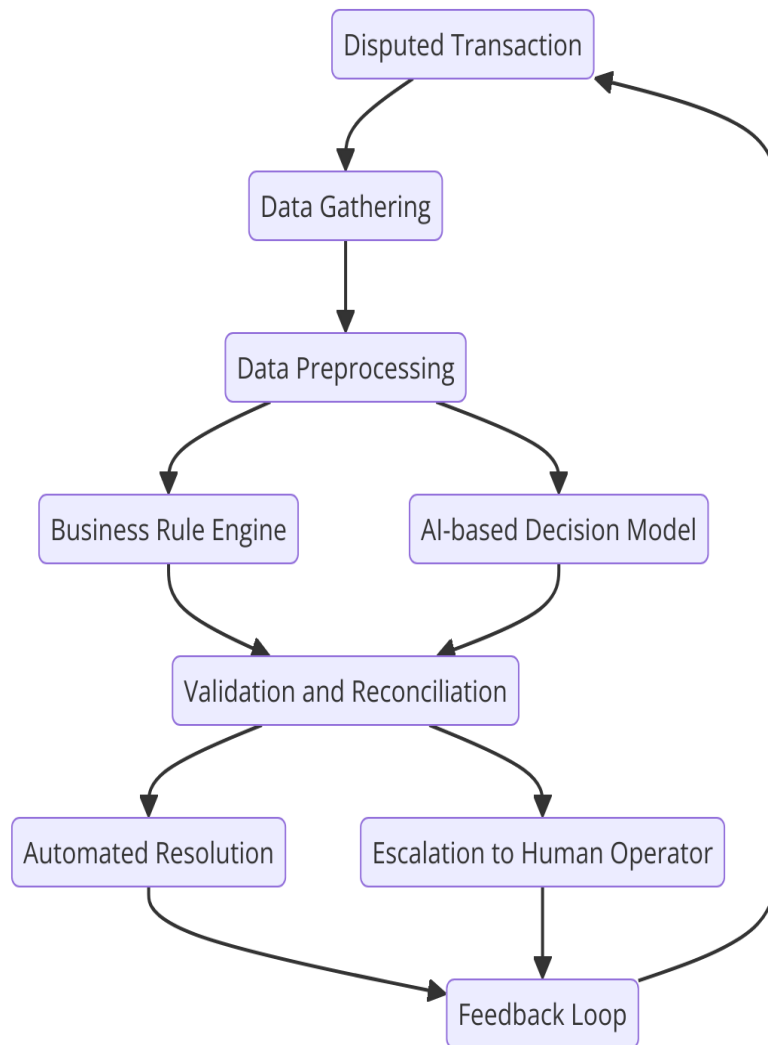 Disputed Transaction
Data Gathering
Data Preprocessing
Business Rule Engine
AI-based Decision Model
Validation and Reconciliation
Automated Resolution
Escalation to Human Operator
Feedback Loop